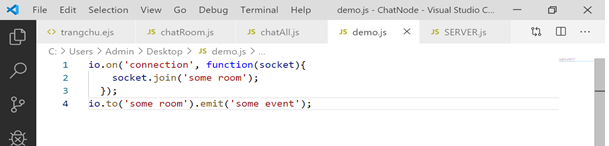 File Edit Selection View Go Debug Terminal Help demo.js - ChatNode - Visual Studio C...
trangchu.ejs JS chatRoom.js JS chatAll.js JS demo.js × JS SERVER.js
C: > Users > Admin > Desktop > JS demo.js > ...
1 io.on('connection', function(socket){
2 socket.join('some room');
3 });
4 io.to('some room').emit('some event');